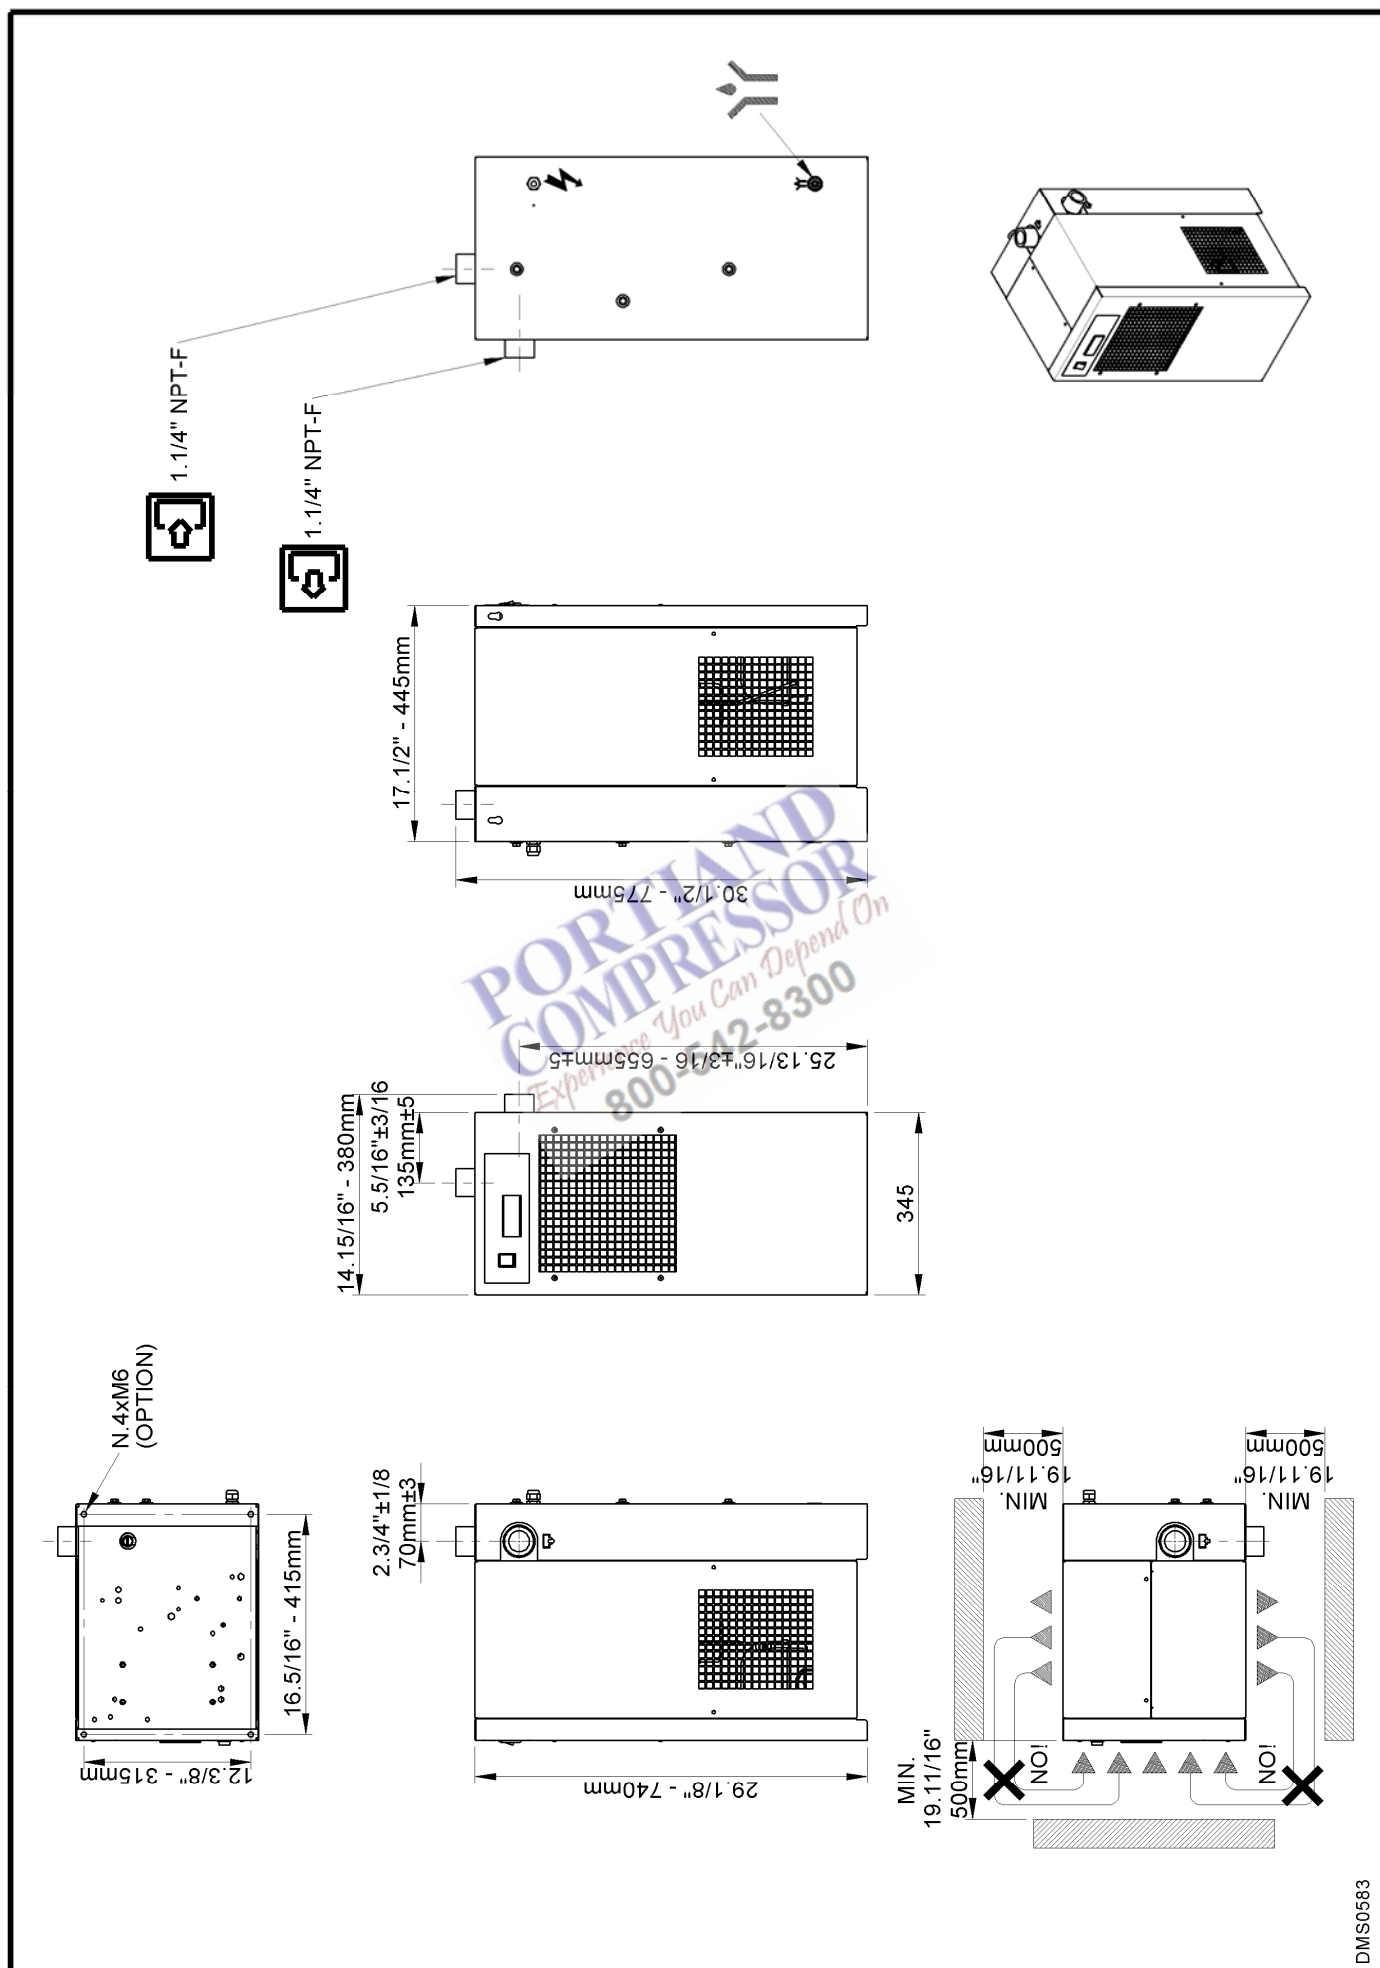 1.1/4" NPT-F
1.1/4" NPT-F
17.1/2" - 445mm
30.1/2" - 775mm
PORTLAND
COMPRESSOR
Experience You Can Depend On
800-542-8300
14.15/16" - 380mm
5.5/16"±3/16
135mm±5
25.13/16"±3/16 - 655mm±5
345
N.4xM6
(OPTION)
16.5/16" - 415mm
12.3/8" - 315mm
2.3/4"±1/8
70mm±3
29.1/8" - 740mm
MIN.
19.11/16"
500mm
MIN.
19.11/16"
500mm
MIN.
19.11/16"
500mm
NO!
NO!
DMS0583